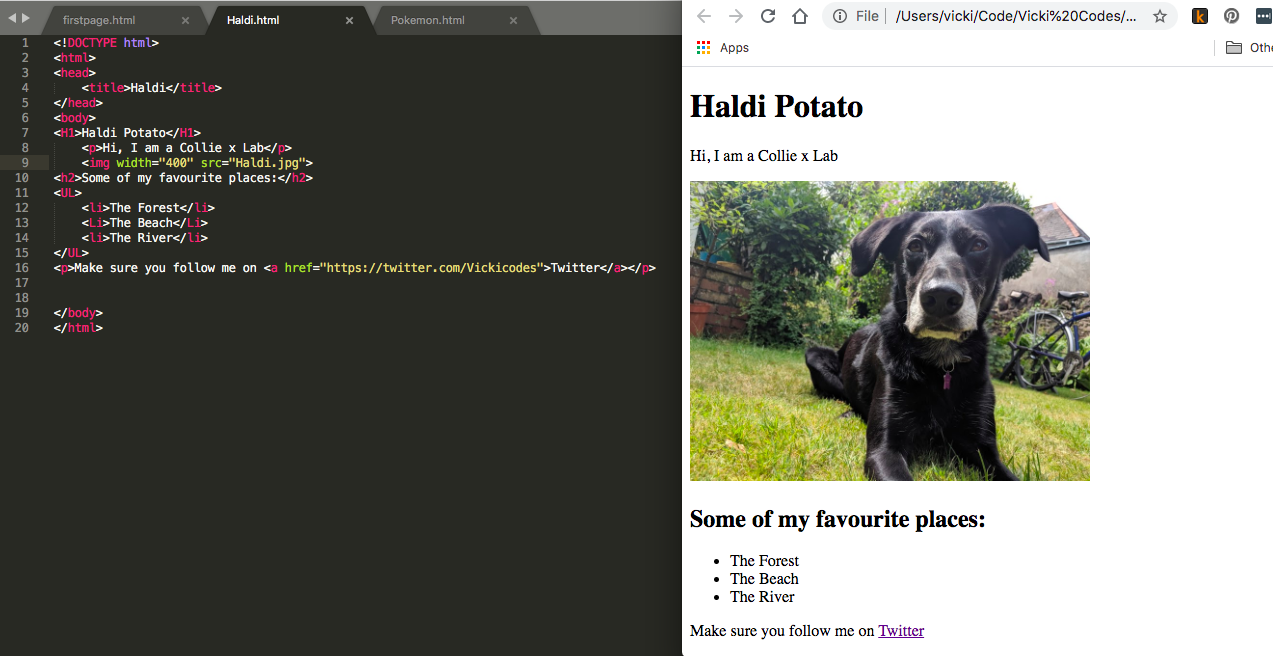 firstpage.html × Haldi.html × Pokemon.html ×
1 <!DOCTYPE html>
2 <html>
3 <head>
4 <title>Haldi</title>
5 </head>
6 <body>
7 <H1>Haldi Potato</H1>
8 <p>Hi, I am a Collie x Lab</p>
9 <img width="400" src="Haldi.jpg">
10 <h2>Some of my favourite places:</h2>
11 <UL>
12 <li>The Forest</li>
13 <Li>The Beach</Li>
14 <li>The River</li>
15 </UL>
16 <p>Make sure you follow me on <a href="https://twitter.com/Vickicodes">Twitter</a></p>
17
18
19 </body>
20 </html>
File /Users/vicki/Code/Vicki%20Codes/... k
Apps Othe
Haldi Potato
Hi, I am a Collie x Lab
Some of my favourite places:
• The Forest
• The Beach
• The River
Make sure you follow me on Twitter